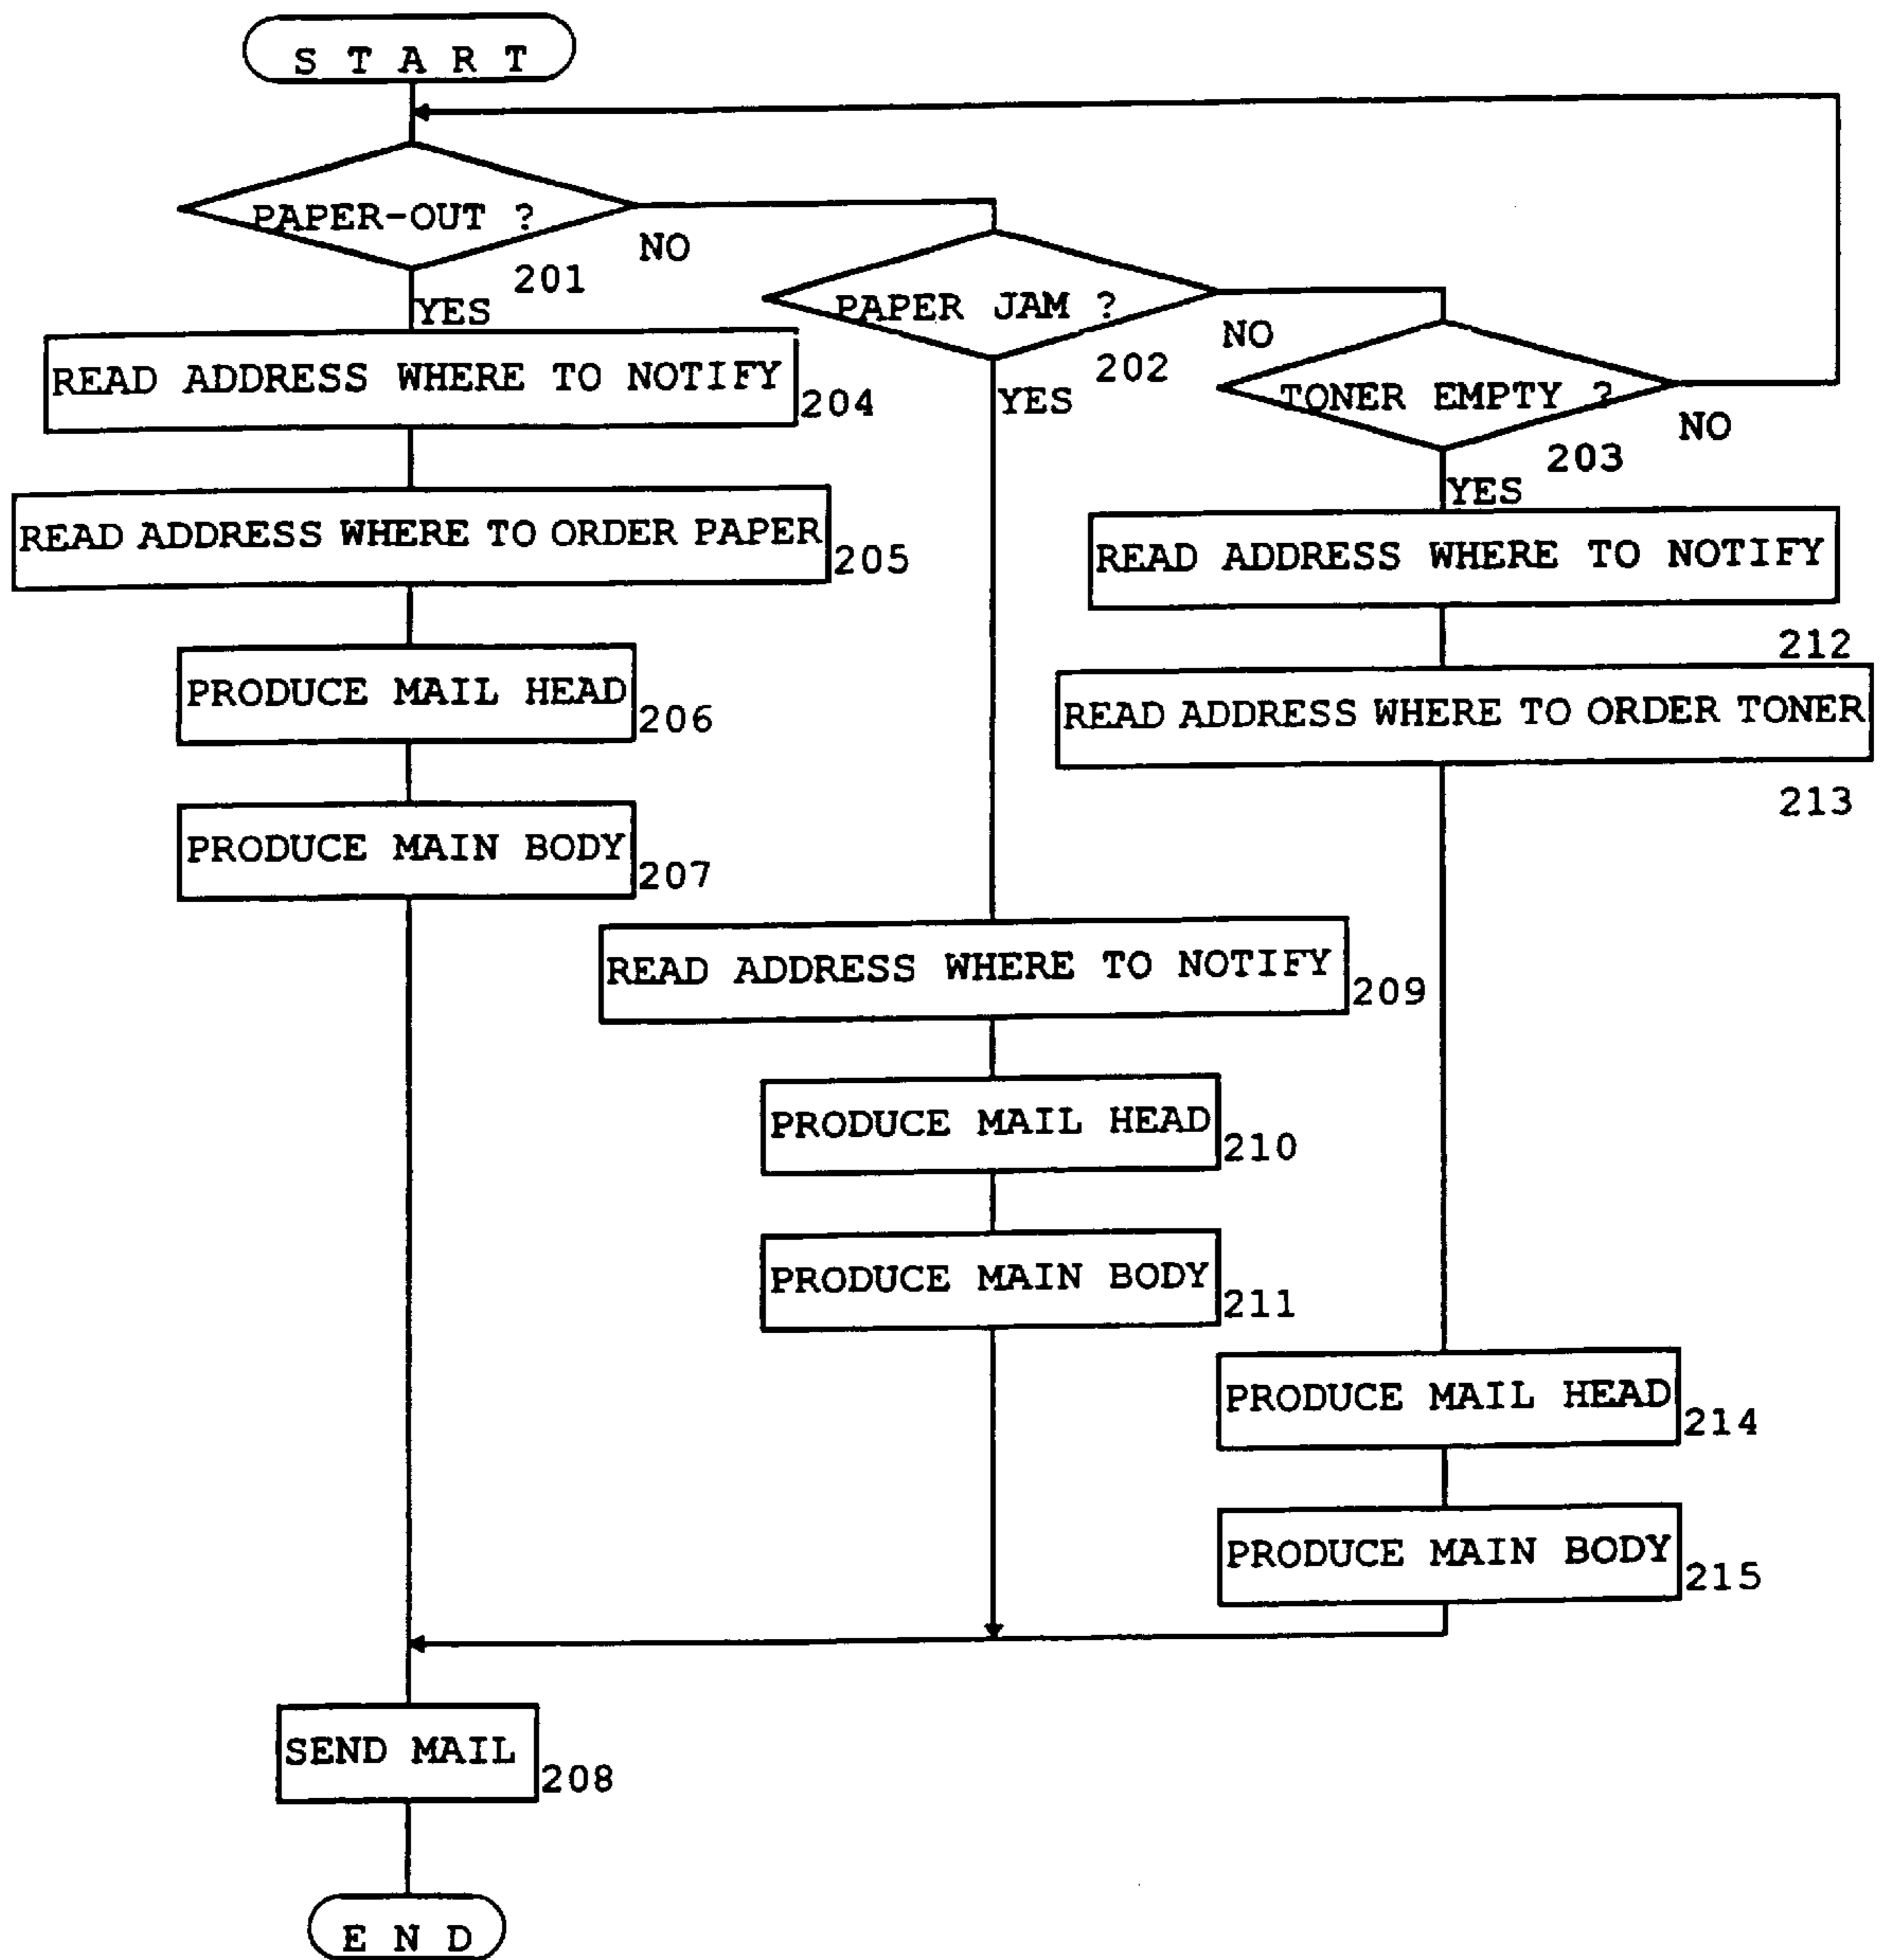 S T A R T
PAPER-OUT ?
201
NO
YES
PAPER JAM ?
202
NO
YES
TONER EMPTY ?
203
NO
YES
READ ADDRESS WHERE TO NOTIFY
204
READ ADDRESS WHERE TO ORDER PAPER
205
PRODUCE MAIL HEAD
206
PRODUCE MAIN BODY
207
READ ADDRESS WHERE TO NOTIFY
209
PRODUCE MAIL HEAD
210
PRODUCE MAIN BODY
211
READ ADDRESS WHERE TO NOTIFY
212
READ ADDRESS WHERE TO ORDER TONER
213
PRODUCE MAIL HEAD
214
PRODUCE MAIN BODY
215
SEND MAIL
208
E N D